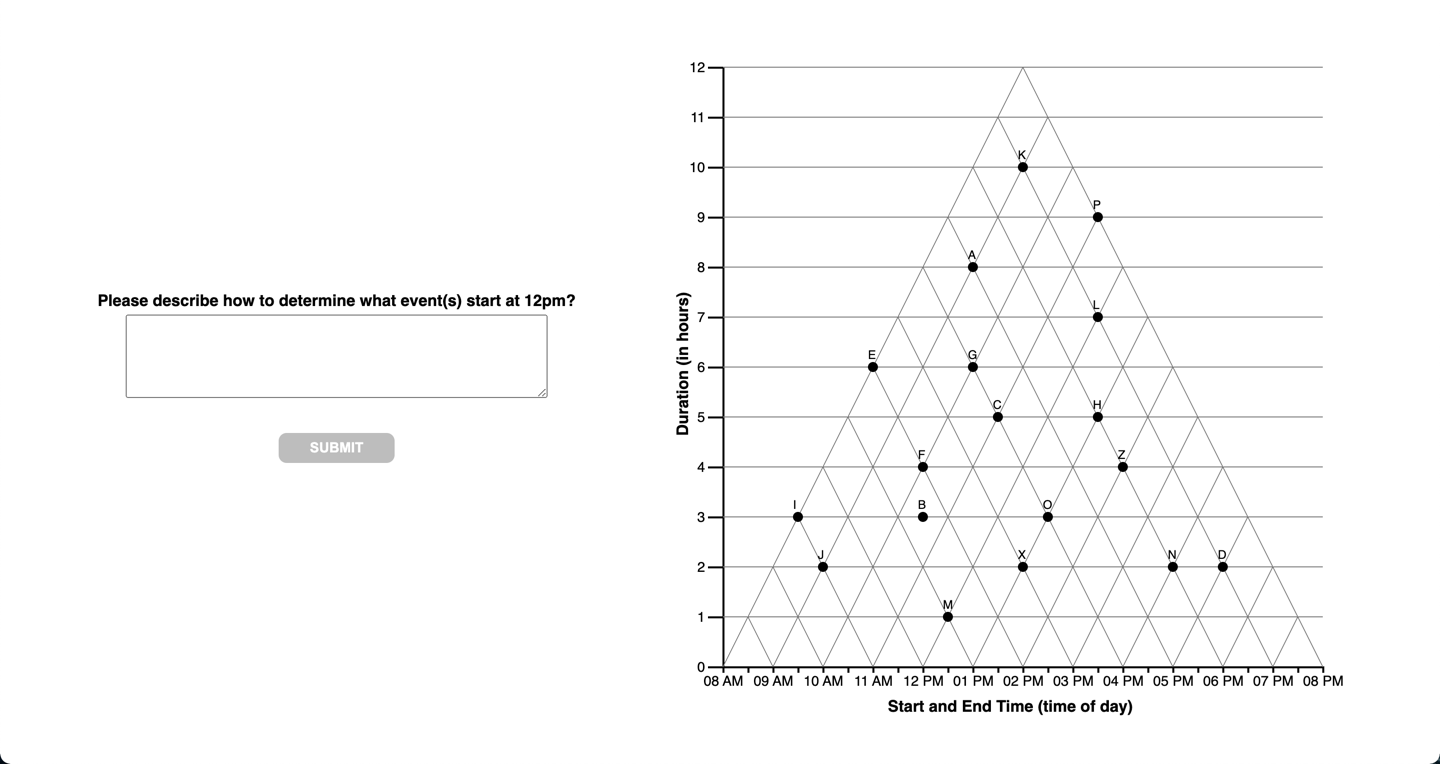 Please describe how to determine what event(s) start at 12pm?
SUBMIT
12
11
10
9
8
7
6
5
4
3
2
1
0
Duration (in hours)
K
P
A
L
E
G
C
H
F
Z
I
B
O
J
X
N
D
M
08 AM 09 AM 10 AM 11 AM 12 PM 01 PM 02 PM 03 PM 04 PM 05 PM 06 PM 07 PM 08 PM
Start and End Time (time of day)